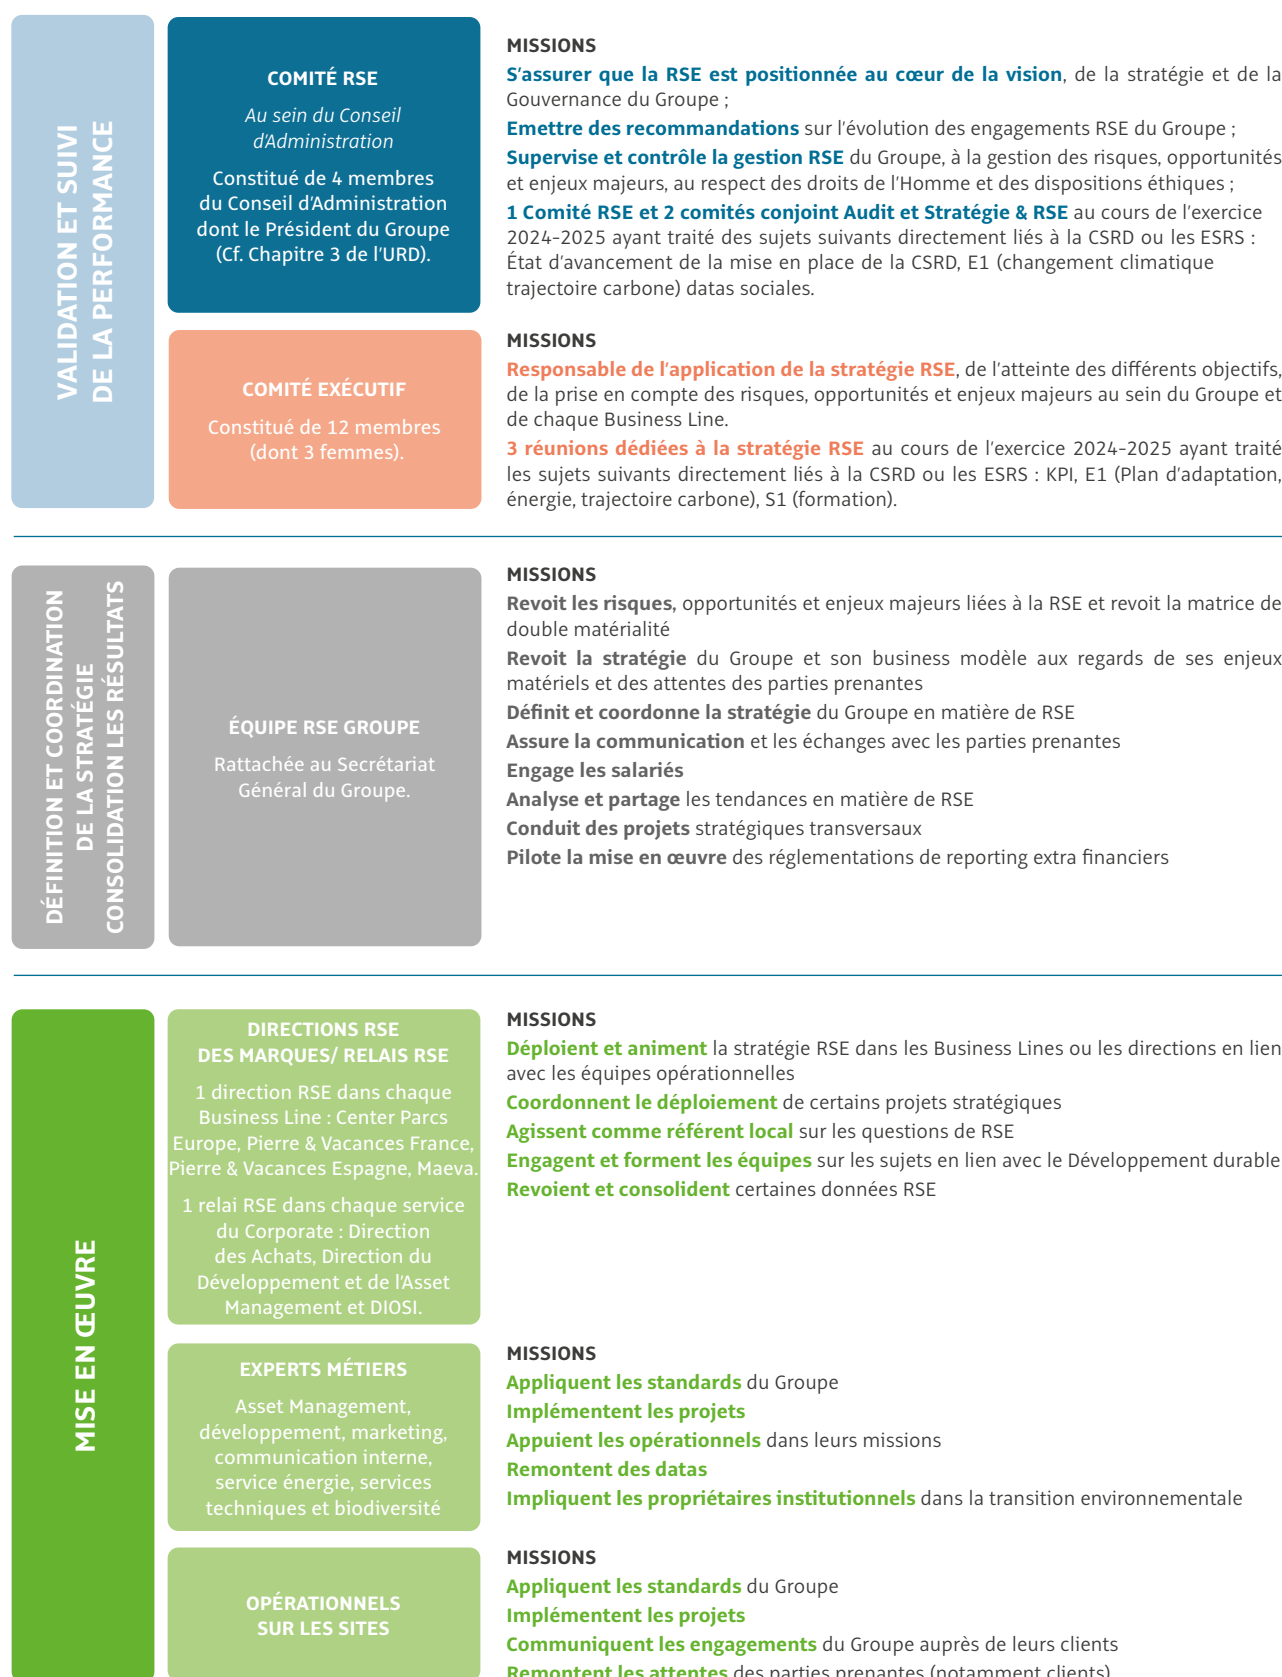 VALIDATION ET SUIVI
DE LA PERFORMANCE
COMITÉ RSE
Au sein du Conseil
d'Administration
Constitué de 4 membres
du Conseil d'Administration
dont le Président du Groupe
(Cf. Chapitre 3 de l'URD).
MISSIONS
S'assurer que la RSE est positionnée au cœur de la vision, de la stratégie et de la
Gouvernance du Groupe ;
Emettre des recommandations sur l'évolution des engagements RSE du Groupe ;
Supervise et contrôle la gestion RSE du Groupe, à la gestion des risques, opportunités
et enjeux majeurs, au respect des droits de l'Homme et des dispositions éthiques ;
1 Comité RSE et 2 comités conjoint Audit et Stratégie & RSE au cours de l'exercice
2024-2025 ayant traité des sujets suivants directement liés à la CSRD ou les ESRS :
État d'avancement de la mise en place de la CSRD, E1 (changement climatique
trajectoire carbone) datas sociales.
COMITÉ EXÉCUTIF
Constitué de 12 membres
(dont 3 femmes).
MISSIONS
Responsable de l'application de la stratégie RSE, de l'atteinte des différents objectifs,
de la prise en compte des risques, opportunités et enjeux majeurs au sein du Groupe et
de chaque Business Line.
3 réunions dédiées à la stratégie RSE au cours de l'exercice 2024-2025 ayant traité
les sujets suivants directement liés à la CSRD ou les ESRS : KPI, E1 (Plan d'adaptation,
énergie, trajectoire carbone), S1 (formation).
DÉFINITION ET COORDINATION
DE LA STRATÉGIE
CONSOLIDATION LES RÉSULTATS
ÉQUIPE RSE GROUPE
Rattachée au Secrétariat
Général du Groupe.
MISSIONS
Revoit les risques, opportunités et enjeux majeurs liées à la RSE et revoit la matrice de
double matérialité
Revoit la stratégie du Groupe et son business modèle aux regards de ses enjeux
matériels et des attentes des parties prenantes
Définit et coordonne la stratégie du Groupe en matière de RSE
Assure la communication et les échanges avec les parties prenantes
Engage les salariés
Analyse et partage les tendances en matière de RSE
Conduit des projets stratégiques transversaux
Pilote la mise en œuvre des réglementations de reporting extra financiers
MISE EN ŒUVRE
DIRECTIONS RSE
DES MARQUES/ RELAIS RSE
1 direction RSE dans chaque
Business Line : Center Parcs
Europe, Pierre & Vacances France,
Pierre & Vacances Espagne, Maeva.
1 relai RSE dans chaque service
du Corporate : Direction
des Achats, Direction du
Développement et de l'Asset
Management et DIOSI.
MISSIONS
Déploient et animent la stratégie RSE dans les Business Lines ou les directions en lien
avec les équipes opérationnelles
Coordonnent le déploiement de certains projets stratégiques
Agissent comme référent local sur les questions de RSE
Engagent et forment les équipes sur les sujets en lien avec le Développement durable
Revoient et consolident certaines données RSE
EXPERTS MÉTIERS
Asset Management,
développement, marketing,
communication interne,
service énergie, services
techniques et biodiversité
MISSIONS
Appliquent les standards du Groupe
Implémentent les projets
Appuient les opérationnels dans leurs missions
Remontent des datas
Impliquent les propriétaires institutionnels dans la transition environnementale
OPÉRATIONNELS
SUR LES SITES
MISSIONS
Appliquent les standards du Groupe
Implémentent les projets
Communiquent les engagements du Groupe auprès de leurs clients
Remontent les attentes des parties prenantes (notamment clients)